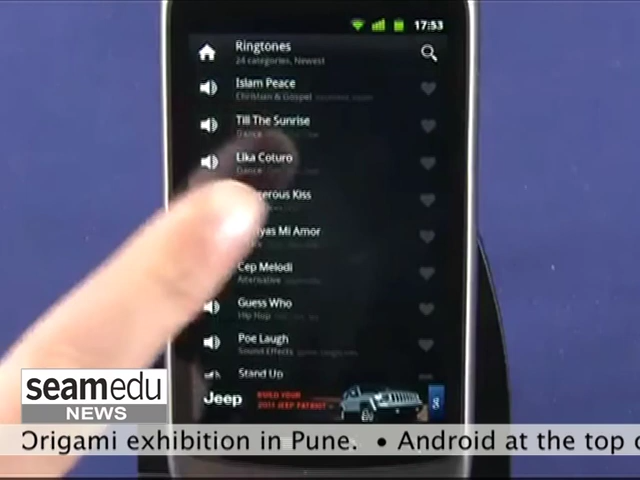 17:53
Ringtones
24 categories, Newest
Islam Peace
Christian & Gospel
Till The Sunrise
Dance
Lika Coturo
Dance
Kiss
Mi Amor
Cep Melodi
Alternative
Guess Who
Hip Hop
Poe Laugh
Sound Effects
Stand Up
Jeep
BUILD YOUR
2011 JEEP PATRIOT
GO
seamedu
NEWS
Origami exhibition in Pune. • Android at the top